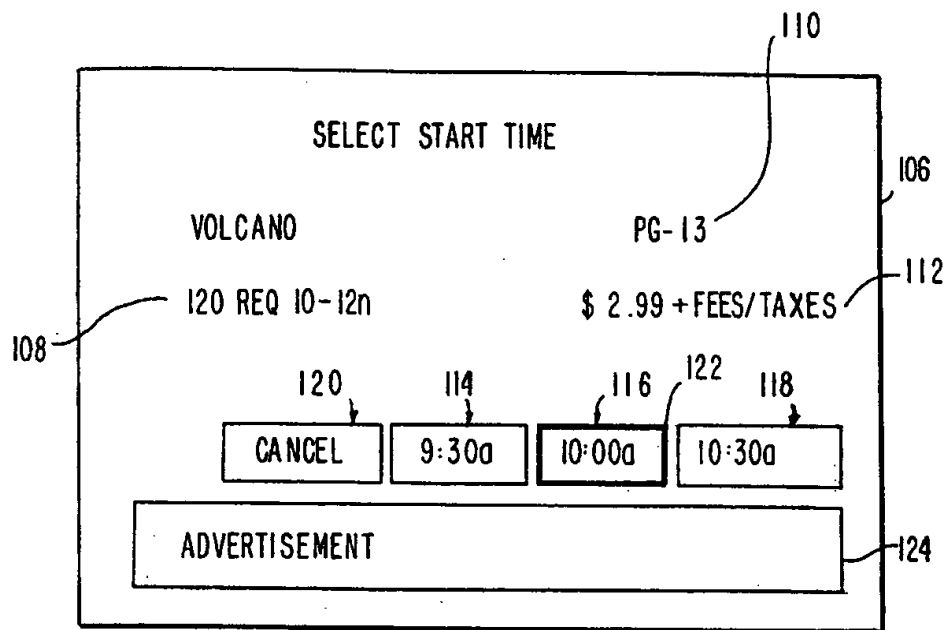 110
SELECT START TIME
106
VOLCANO PG-13
112
120 REQ 10-12n $ 2.99 + FEES/TAXES
108
120 114 116 122 118
CANCEL 9:30a 10:00a 10:30a
ADVERTISEMENT
124